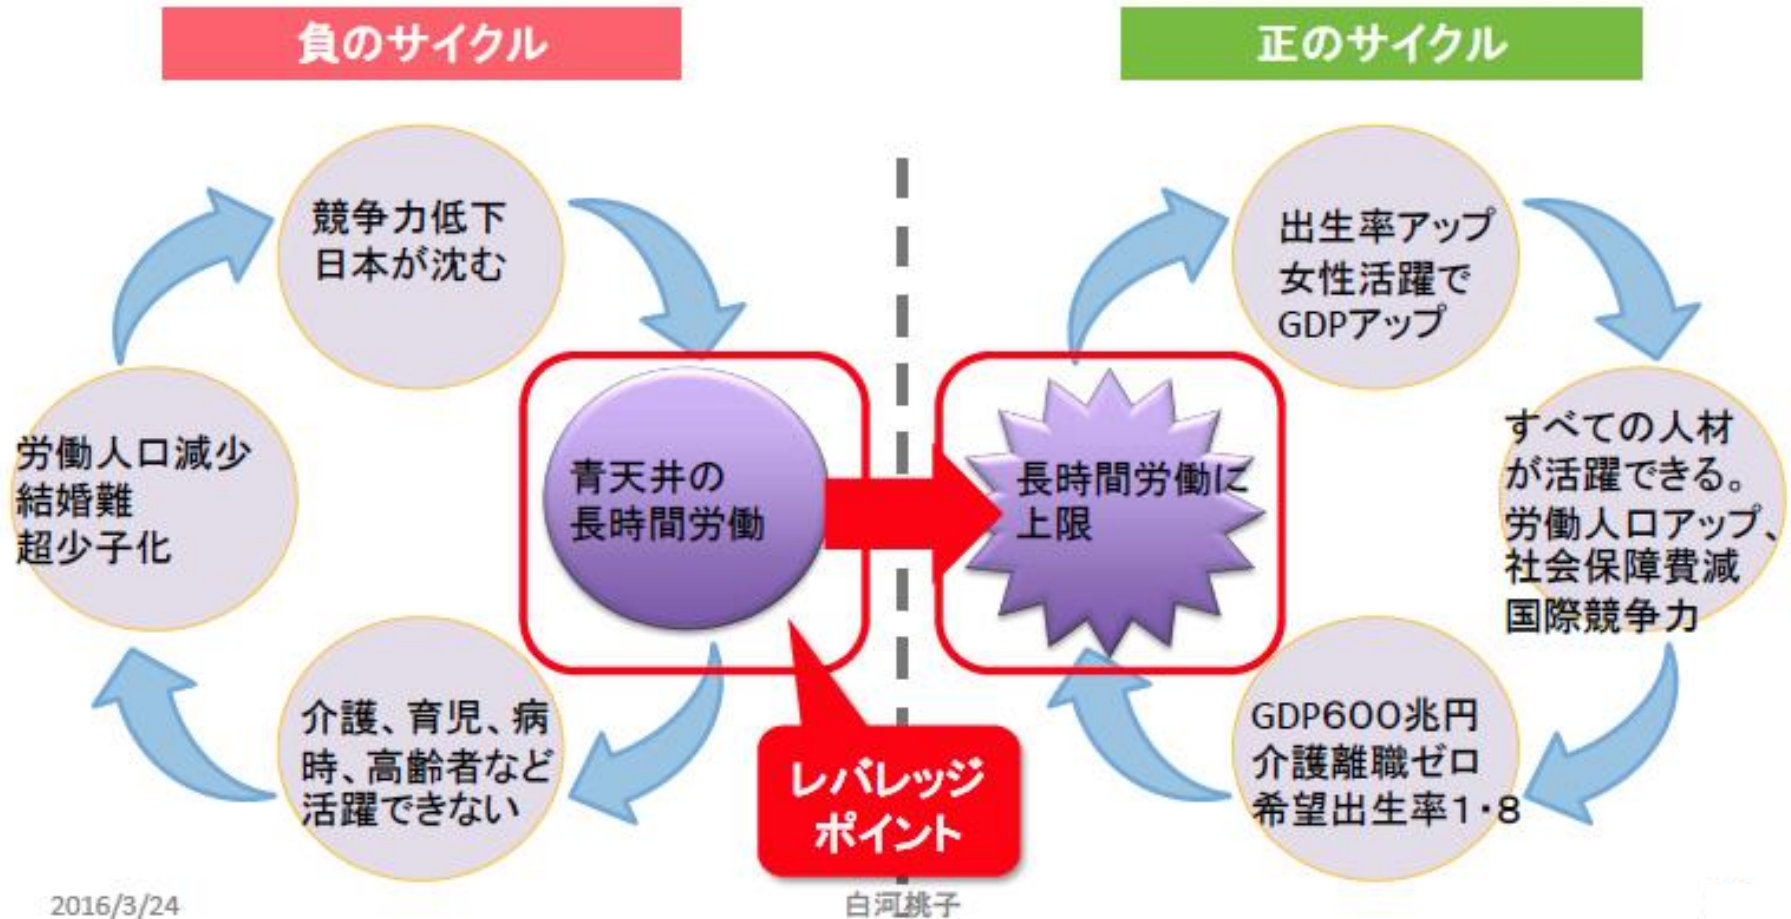 負のサイクル
正のサイクル
競争力低下
日本が沈む
労働人口減少
結婚難
超少子化
青天井の
長時間労働
介護、育児、病
時、高齢者など
活躍できない
レバレッジ
ポイント
長時間労働に
上限
出生率アップ
女性活躍で
GDPアップ
すべての人材
が活躍できる。
労働人口アップ、
社会保障費減
国際競争力
GDP600兆円
介護離職ゼロ
希望出生率1・8
2016/3/24
白河桃子